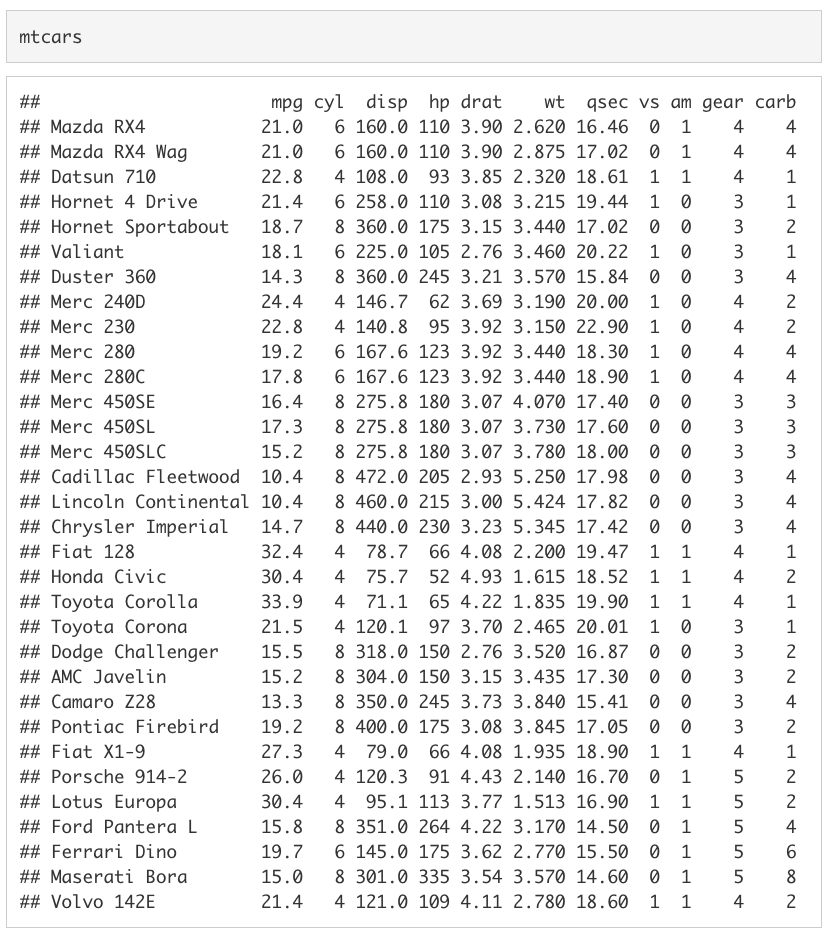 mtcars
##                      mpg cyl  disp  hp drat    wt  qsec vs am gear carb
## Mazda RX4           21.0   6 160.0 110 3.90 2.620 16.46  0  1    4    4
## Mazda RX4 Wag       21.0   6 160.0 110 3.90 2.875 17.02  0  1    4    4
## Datsun 710          22.8   4 108.0  93 3.85 2.320 18.61  1  1    4    1
## Hornet 4 Drive      21.4   6 258.0 110 3.08 3.215 19.44  1  0    3    1
## Hornet Sportabout   18.7   8 360.0 175 3.15 3.440 17.02  0  0    3    2
## Valiant             18.1   6 225.0 105 2.76 3.460 20.22  1  0    3    1
## Duster 360          14.3   8 360.0 245 3.21 3.570 15.84  0  0    3    4
## Merc 240D           24.4   4 146.7  62 3.69 3.190 20.00  1  0    4    2
## Merc 230            22.8   4 140.8  95 3.92 3.150 22.90  1  0    4    2
## Merc 280            19.2   6 167.6 123 3.92 3.440 18.30  1  0    4    4
## Merc 280C           17.8   6 167.6 123 3.92 3.440 18.90  1  0    4    4
## Merc 450SE          16.4   8 275.8 180 3.07 4.070 17.40  0  0    3    3
## Merc 450SL          17.3   8 275.8 180 3.07 3.730 17.60  0  0    3    3
## Merc 450SLC         15.2   8 275.8 180 3.07 3.780 18.00  0  0    3    3
## Cadillac Fleetwood  10.4   8 472.0 205 2.93 5.250 17.98  0  0    3    4
## Lincoln Continental 10.4   8 460.0 215 3.00 5.424 17.82  0  0    3    4
## Chrysler Imperial   14.7   8 440.0 230 3.23 5.345 17.42  0  0    3    4
## Fiat 128            32.4   4  78.7  66 4.08 2.200 19.47  1  1    4    1
## Honda Civic         30.4   4  75.7  52 4.93 1.615 18.52  1  1    4    2
## Toyota Corolla      33.9   4  71.1  65 4.22 1.835 19.90  1  1    4    1
## Toyota Corona       21.5   4 120.1  97 3.70 2.465 20.01  1  0    3    1
## Dodge Challenger    15.5   8 318.0 150 2.76 3.520 16.87  0  0    3    2
## AMC Javelin         15.2   8 304.0 150 3.15 3.435 17.30  0  0    3    2
## Camaro Z28          13.3   8 350.0 245 3.73 3.840 15.41  0  0    3    4
## Pontiac Firebird    19.2   8 400.0 175 3.08 3.845 17.05  0  0    3    2
## Fiat X1-9           27.3   4  79.0  66 4.08 1.935 18.90  1  1    4    1
## Porsche 914-2       26.0   4 120.3  91 4.43 2.140 16.70  0  1    5    2
## Lotus Europa        30.4   4  95.1 113 3.77 1.513 16.90  1  1    5    2
## Ford Pantera L      15.8   8 351.0 264 4.22 3.170 14.50  0  1    5    4
## Ferrari Dino        19.7   6 145.0 175 3.62 2.770 15.50  0  1    5    6
## Maserati Bora       15.0   8 301.0 335 3.54 3.570 14.60  0  1    5    8
## Volvo 142E          21.4   4 121.0 109 4.11 2.780 18.60  1  1    4    2